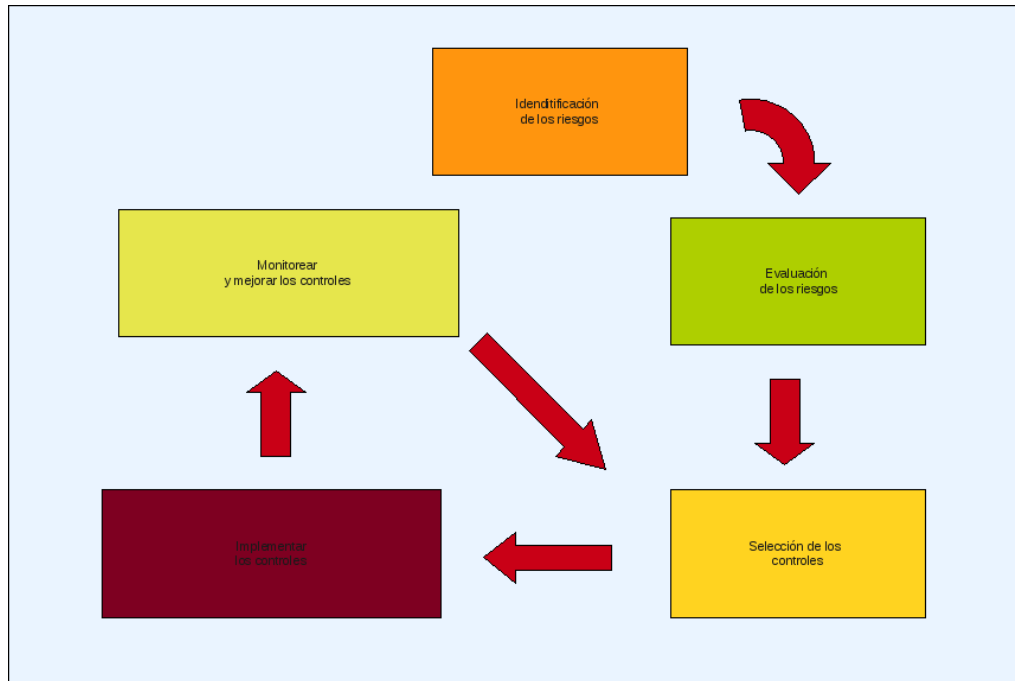 Idenditificación
de los riesgos
Monitorear
y mejorar los controles
Evaluación
de los riesgos
Implementar
los controles
Selección de los
controles